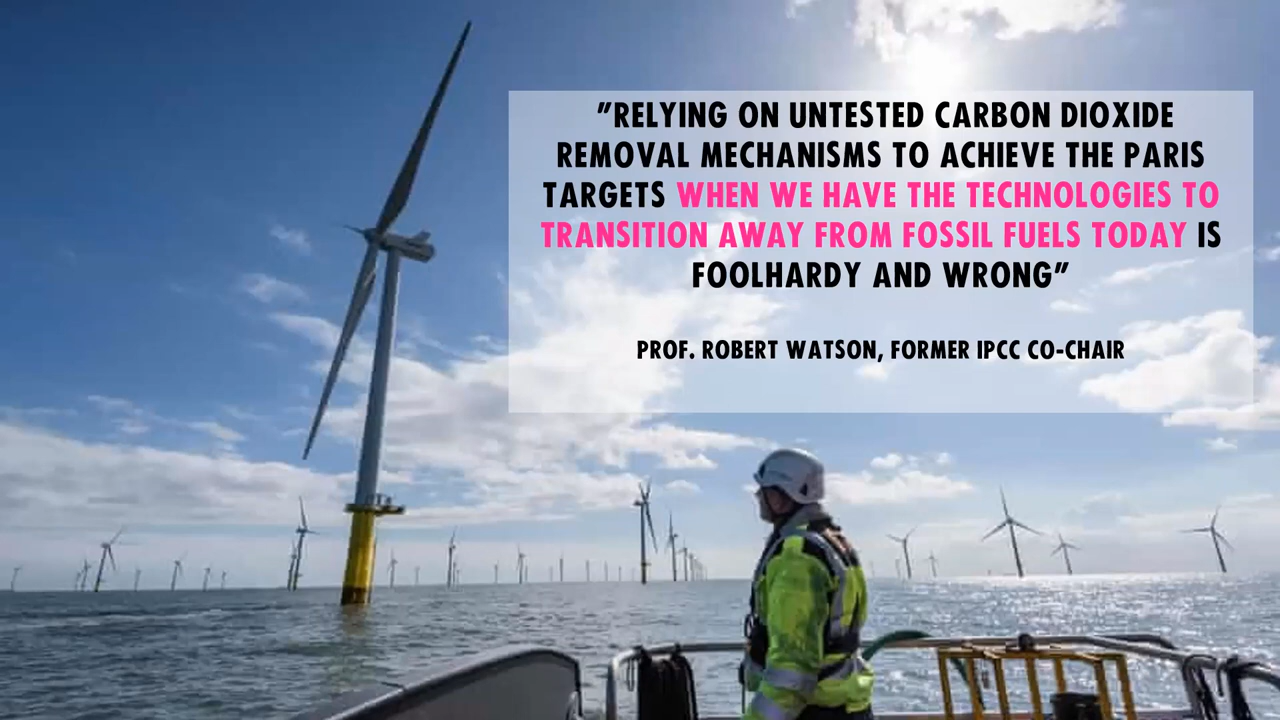 "RELYING ON UNTESTED CARBON DIOXIDE
REMOVAL MECHANISMS TO ACHIEVE THE PARIS
TARGETS WHEN WE HAVE THE TECHNOLOGIES TO
TRANSITION AWAY FROM FOSSIL FUELS TODAY IS
FOOLHARDY AND WRONG"
PROF. ROBERT WATSON, FORMER IPCC CO-CHAIR